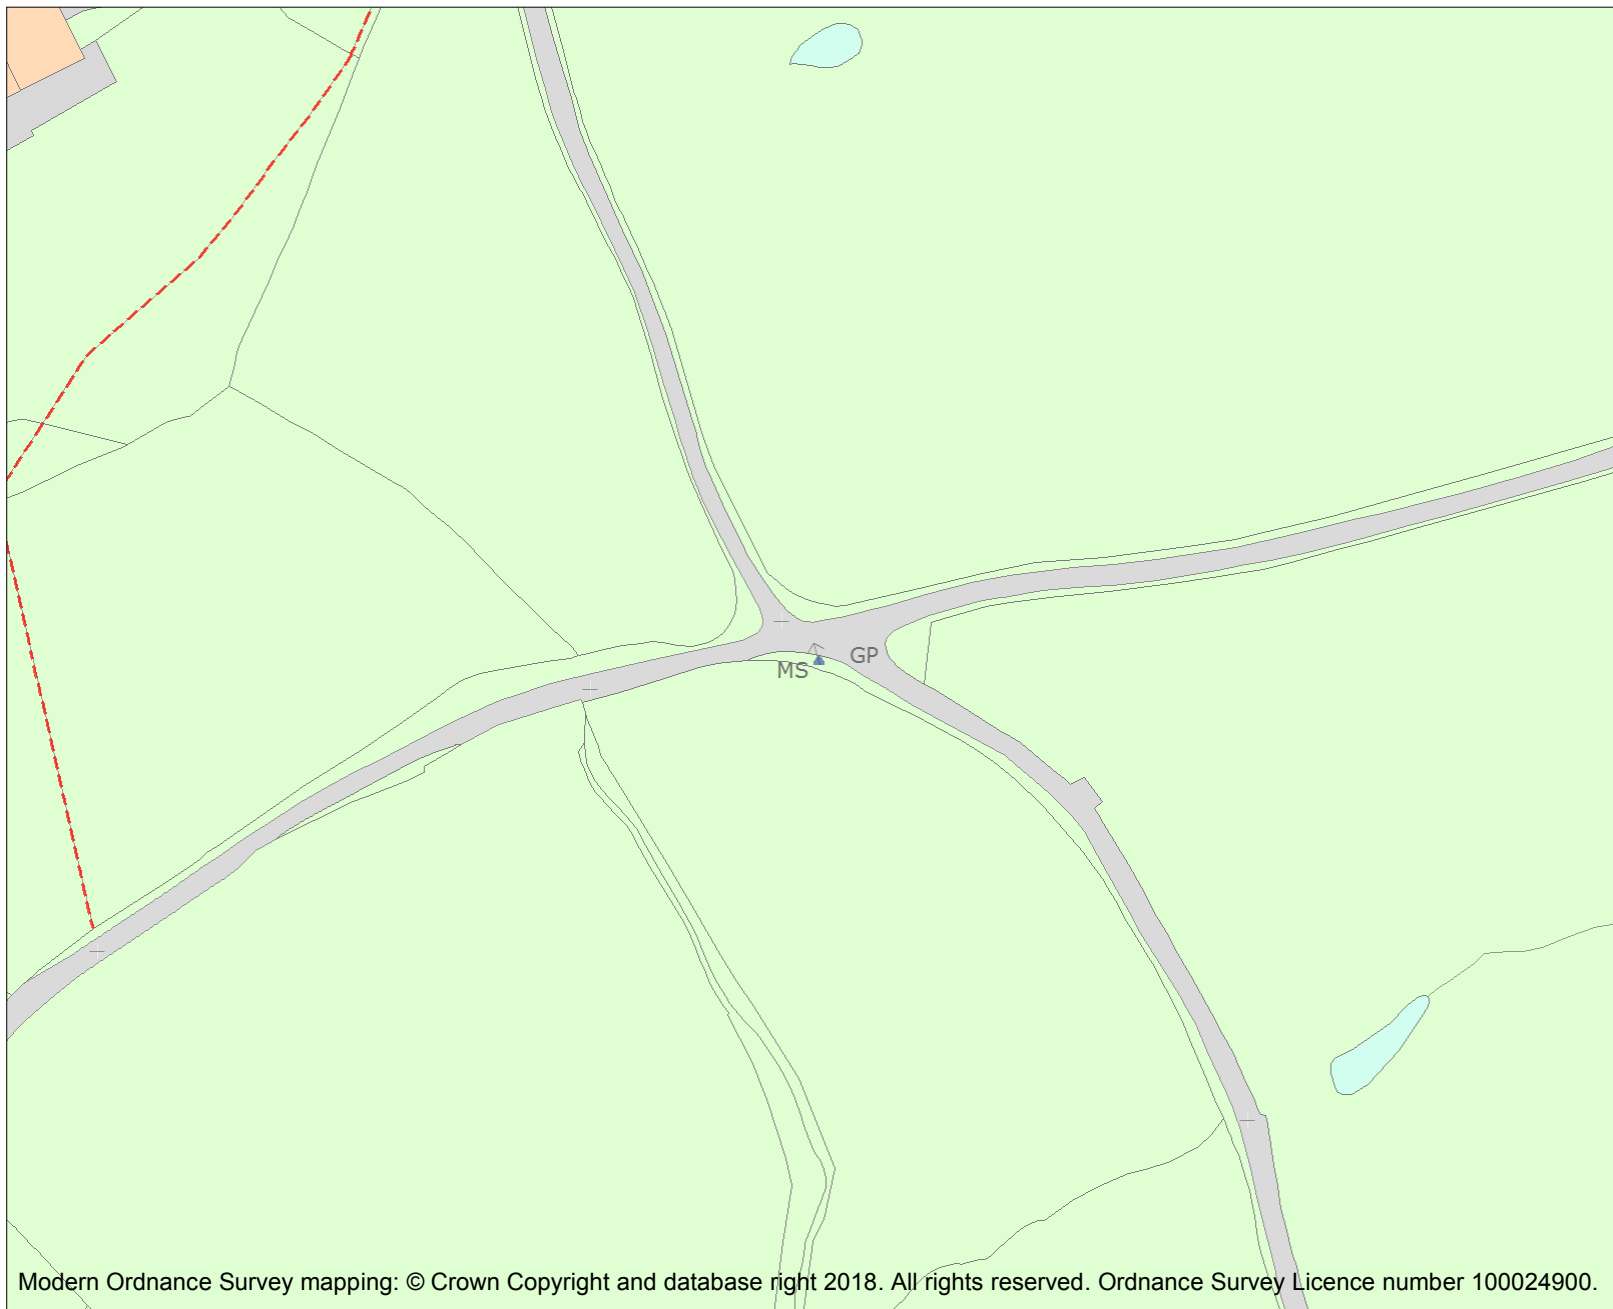 GP
MS
Modern Ordnance Survey mapping: © Crown Copyright and database right 2018. All rights reserved. Ordnance Survey Licence number 100024900.